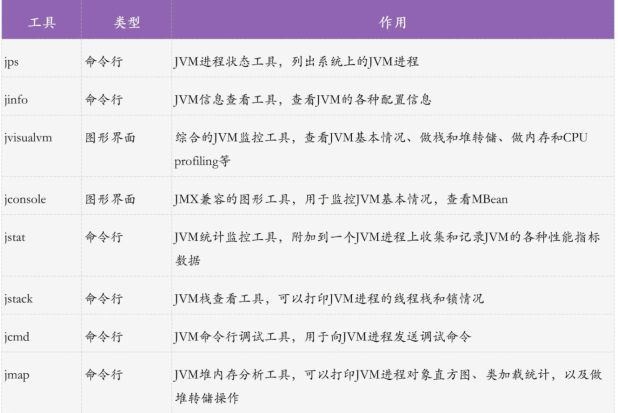 工具 类型 作用
jps 命令行 JVM进程状态工具，列出系统上的JVM进程
jinfo 命令行 JVM信息查看工具，查看JVM的各种配置信息
jvisualvm 图形界面 综合的JVM监控工具，查看JVM基本情况、做栈和堆转储、做内存和CPU
profiling等
jconsole 图形界面 JMX兼容的图形工具，用于监控JVM基本情况，查看MBean
jstat 命令行 JVM统计监控工具，附加到一个JVM进程上收集和记录JVM的各种性能指标
数据
jstack 命令行 JVM栈查看工具，可以打印JVM进程的线程栈和锁情况
jcmd 命令行 JVM命令行调试工具，用于向JVM进程发送调试命令
jmap 命令行 JVM堆内存分析工具，可以打印JVM进程对象直方图、类加载统计，以及做
堆转储操作